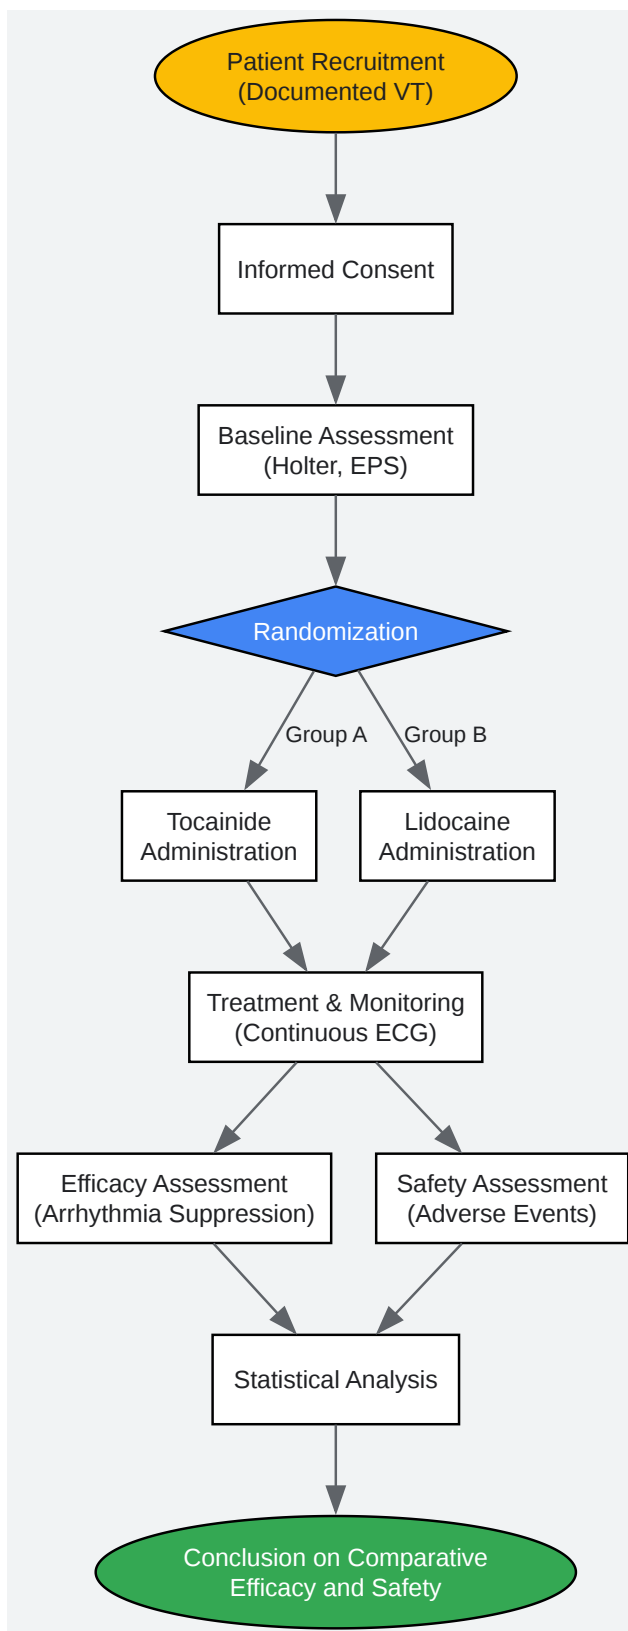 Patient Recruitment
(Documented VT)
Informed Consent
Baseline Assessment
(Holter, EPS)
Randomization
Group A
Group B
Tocainide
Administration
Lidocaine
Administration
Treatment & Monitoring
(Continuous ECG)
Efficacy Assessment
(Arrhythmia Suppression)
Safety Assessment
(Adverse Events)
Statistical Analysis
Conclusion on Comparative
Efficacy and Safety